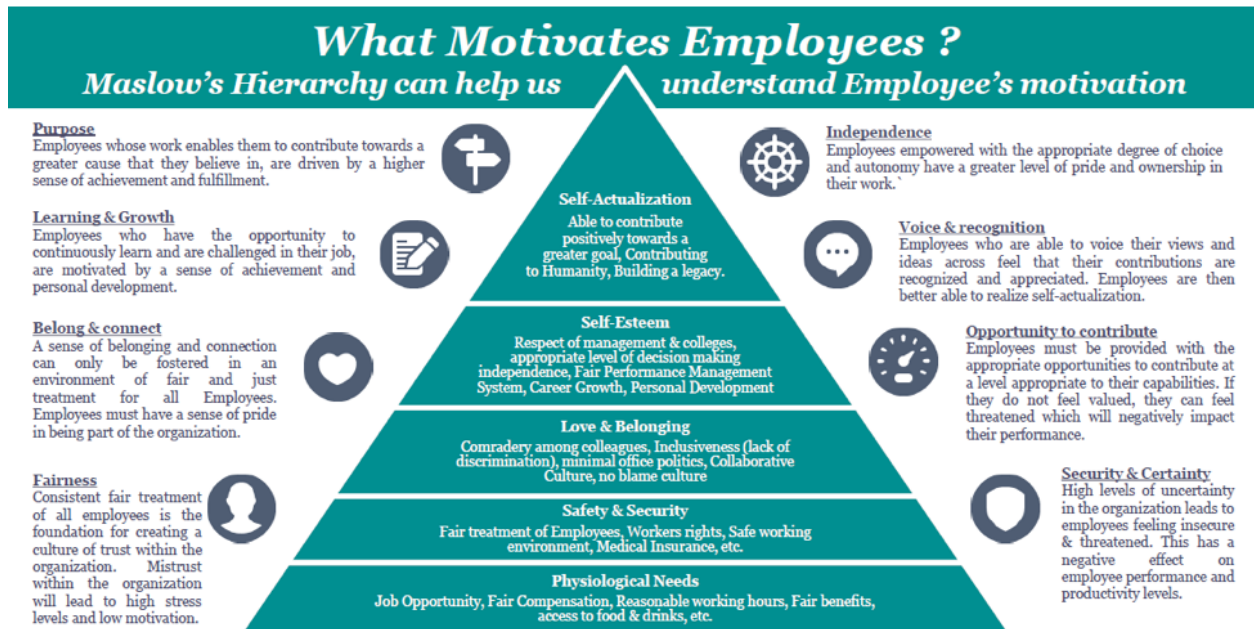 What Motivates Employees ?
Maslow's Hierarchy can help us understand Employee's motivation
Purpose
Employees whose work enables them to contribute towards a
greater cause that they believe in, are driven by a higher
sense of achievement and fulfillment.
Learning & Growth
Employees who have the opportunity to
continuously learn and are challenged in their job,
are motivated by a sense of achievement and
personal development.
Belong & connect
A sense of belonging and connection
can only be fostered in an
environment of fair and just
treatment for all Employees.
Employees must have a sense of pride
in being part of the organization.
Fairness
Consistent fair treatment
of all employees is the
foundation for creating a
culture of trust within the
organization. Mistrust
within the organization
will lead to high stress
levels and low motivation.
Self-Actualization
Able to contribute
positively towards a
greater goal, Contributing
to Humanity, Building a legacy.
Self-Esteem
Respect of management & colleges,
appropriate level of decision making
independence, Fair Performance Management
System, Career Growth, Personal Development
Love & Belonging
Comradery among colleagues, Inclusiveness (lack of
discrimination), minimal office politics, Collaborative
Culture, no blame culture
Safety & Security
Fair treatment of Employees, Workers rights, Safe working
environment, Medical Insurance, etc.
Physiological Needs
Job Opportunity, Fair Compensation, Reasonable working hours, Fair benefits,
access to food & drinks, etc.
Independence
Employees empowered with the appropriate degree of choice
and autonomy have a greater level of pride and ownership in
their work.`
Voice & recognition
Employees who are able to voice their views and
ideas across feel that their contributions are
recognized and appreciated. Employees are then
better able to realize self-actualization.
Opportunity to contribute
Employees must be provided with the
appropriate opportunities to contribute at
a level appropriate to their capabilities. If
they do not feel valued, they can feel
threatened which will negatively impact
their performance.
Security & Certainty
High levels of uncertainty
in the organization leads to
employees feeling insecure
& threatened. This has a
negative effect on
employee performance and
productivity levels.